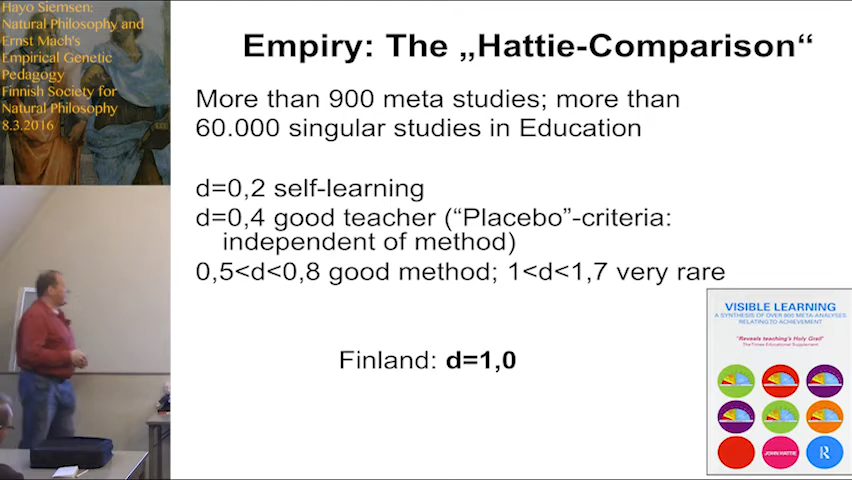 Hayo Siemsen:
Natural Philosophy and
Ernst Mach's
Empirical Genetic
Pedagogy
Finnish Society for
Natural Philosophy
8.3.2016
Empiry: The „Hattie-Comparison“
More than 900 meta studies; more than
60.000 singular studies in Education
d=0,2 self-learning
d=0,4 good teacher (“Placebo”-criteria:
independent of method)
0,5<d<0,8 good method; 1<d<1,7 very rare
Finland: d=1,0
VISIBLE LEARNING
A SYNTHESIS OF OVER 800 META-ANALYSES
RELATING TO ACHIEVEMENT
"Reveals teaching's Holy Grail"
The Times Educational Supplement
JOHN HATTIE
R